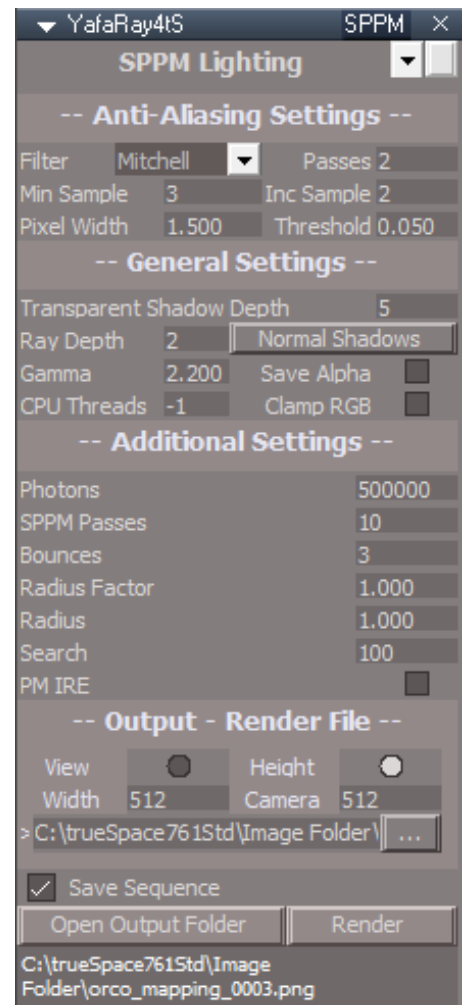 YafaRay4tS SPPM
SPPM Lighting
-- Anti-Aliasing Settings --
Filter Mitchell Passes 2
Min Sample 3 Inc Sample 2
Pixel Width 1.500 Threshold 0.050
-- General Settings --
Transparent Shadow Depth 5
Ray Depth 2 Normal Shadows
Gamma 2.200 Save Alpha
CPU Threads -1 Clamp RGB
-- Additional Settings --
Photons 500000
SPPM Passes 10
Bounces 3
Radius Factor 1.000
Radius 1.000
Search 100
PM IRE
-- Output - Render File --
View Height
Width 512 Camera 512
>C:\trueSpace761Std\Image Folder\ ...
Save Sequence
Open Output Folder Render
C:\trueSpace761Std\Image
Folder\orco_mapping_0003.png